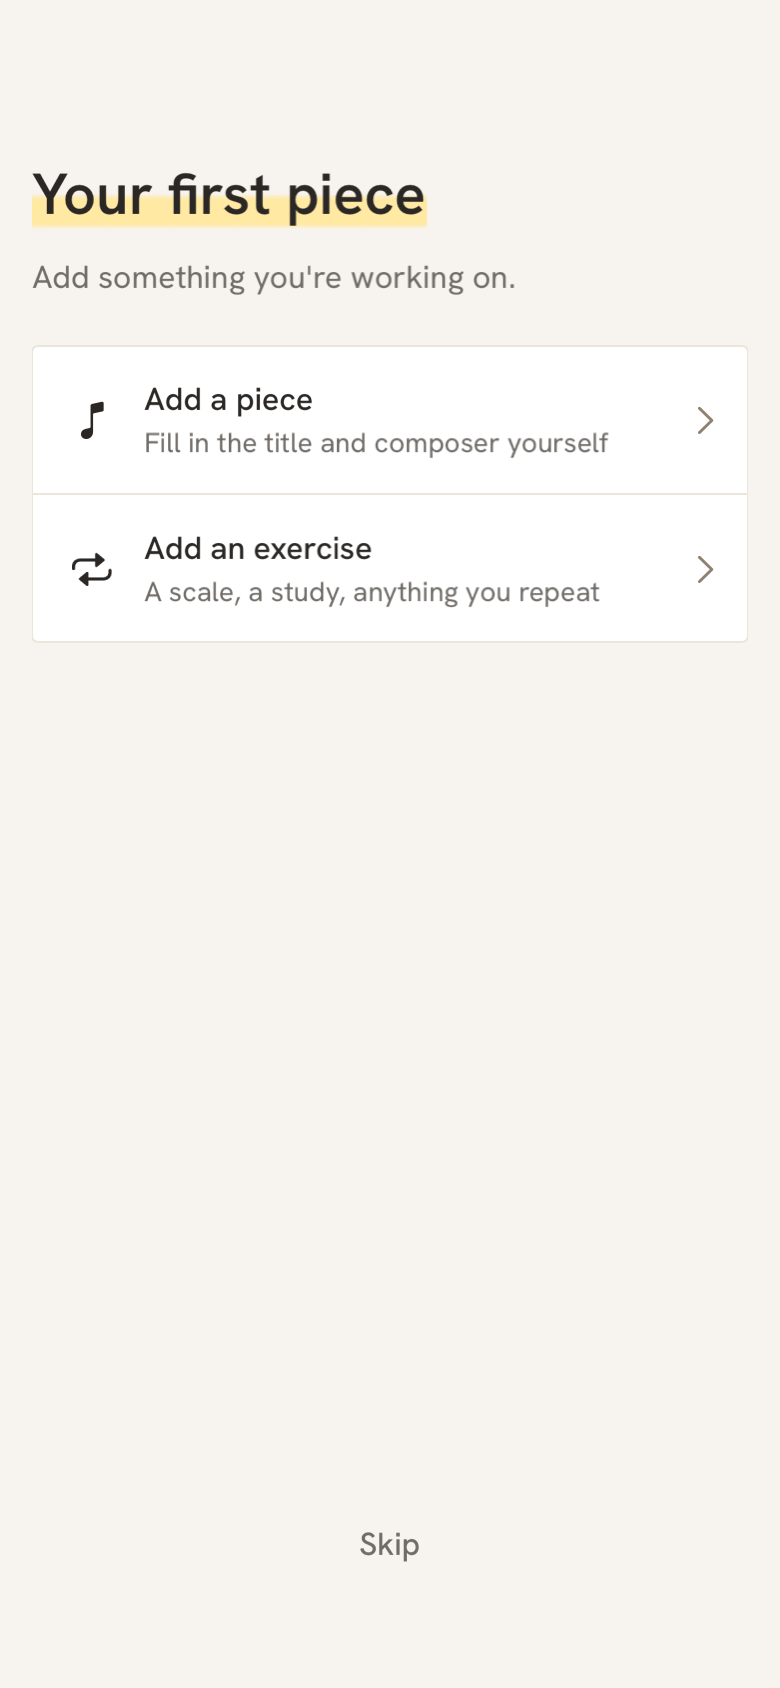 Your first piece
Add something you're working on.
Add a piece
Fill in the title and composer yourself
Add an exercise
A scale, a study, anything you repeat
Skip